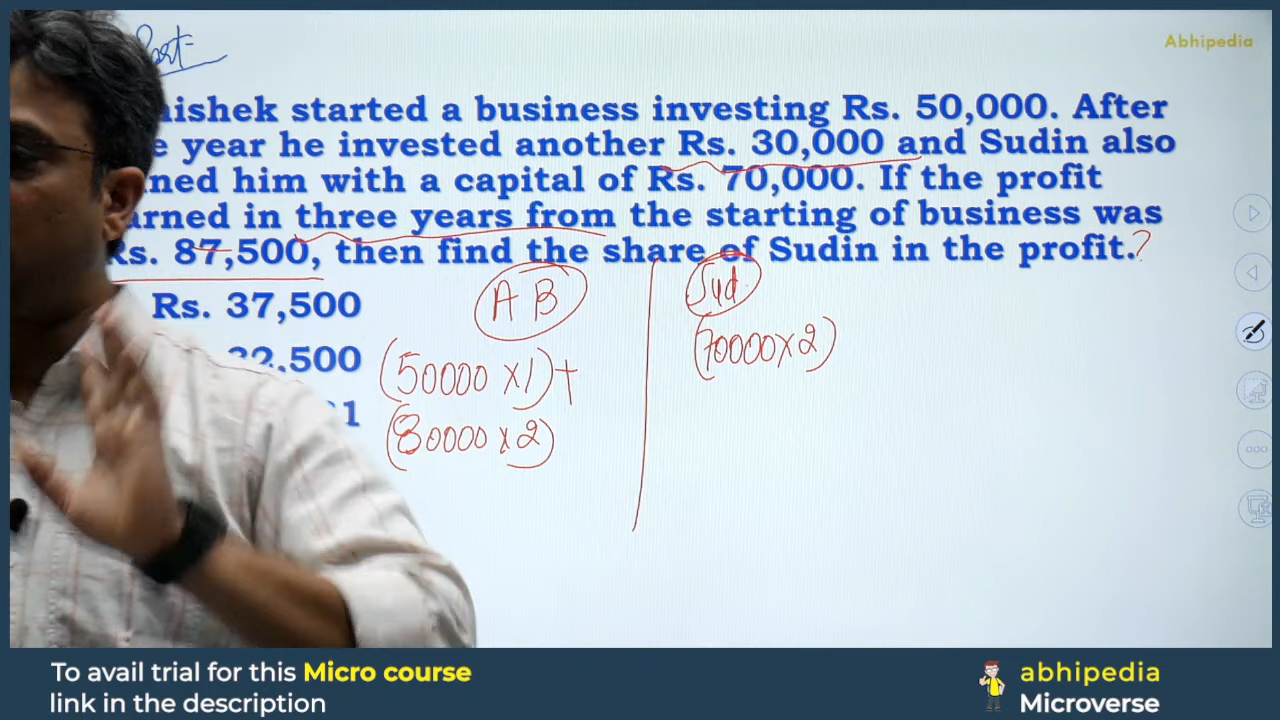 Part=
Abhipedia
ishek started a business investing Rs. 50,000. After
year he invested another Rs. 30,000 and Sudin also
ned him with a capital of Rs. 70,000. If the profit
arned in three years from the starting of business was
Rs. 87,500, then find the share of Sudin in the profit.?
Rs. 37,500
A B
Sud.
(50000 × 1) +
(80000 × 2)
(70000 × 2)
To avail trial for this Micro course
link in the description
abhipedia
Microverse